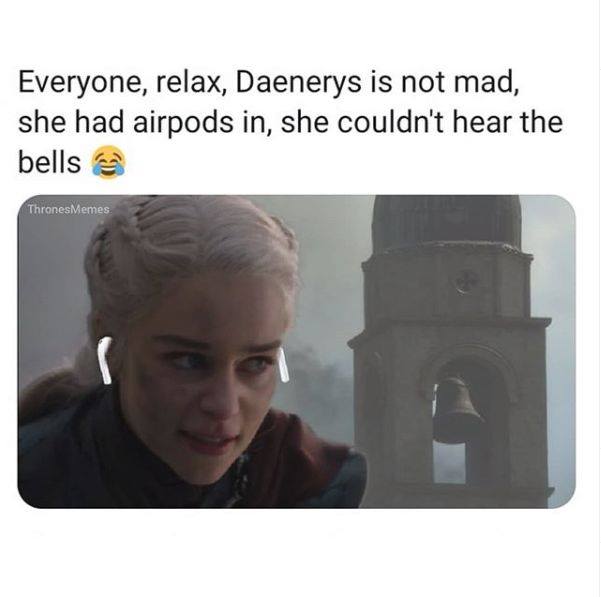 Everyone, relax, Daenerys is not mad,
she had airpods in, she couldn't hear the
bells 😂
ThronesMemes